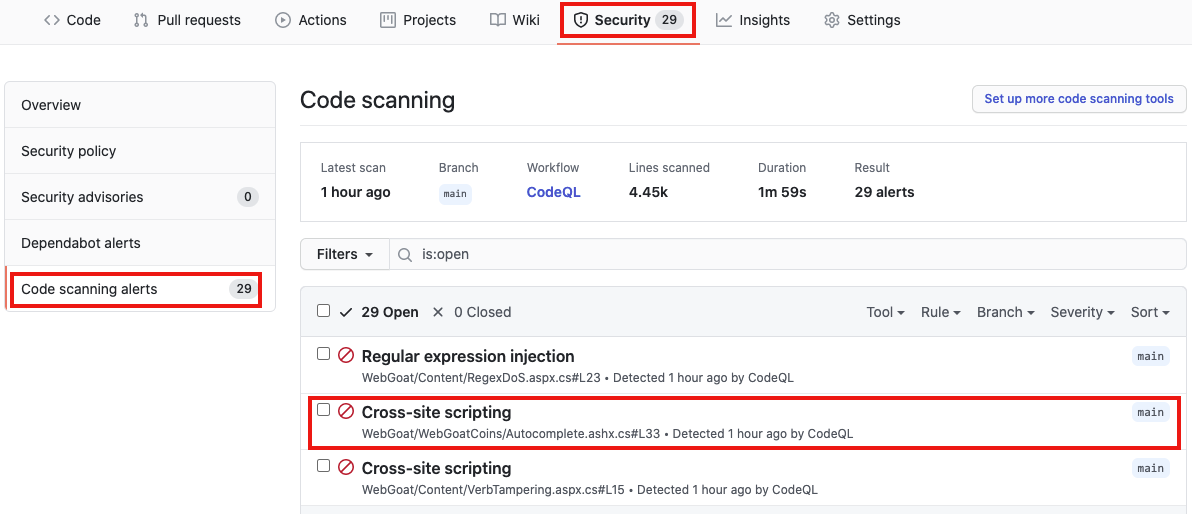 Code Pull requests Actions Projects Wiki Security 29 Insights Settings
Overview
Security policy
Security advisories 0
Dependabot alerts
Code scanning alerts 29
Code scanning Set up more code scanning tools
Latest scan Branch Workflow Lines scanned Duration Result
1 hour ago main CodeQL 4.45k 1m 59s 29 alerts
Filters is:open
29 Open 0 Closed Tool Rule Branch Severity Sort
Regular expression injection main
WebGoat/Content/RegexDoS.aspx.cs#L23 • Detected 1 hour ago by CodeQL
Cross-site scripting main
WebGoat/WebGoatCoins/Autocomplete.ashx.cs#L33 • Detected 1 hour ago by CodeQL
Cross-site scripting main
WebGoat/Content/VerbTampering.aspx.cs#L15 • Detected 1 hour ago by CodeQL